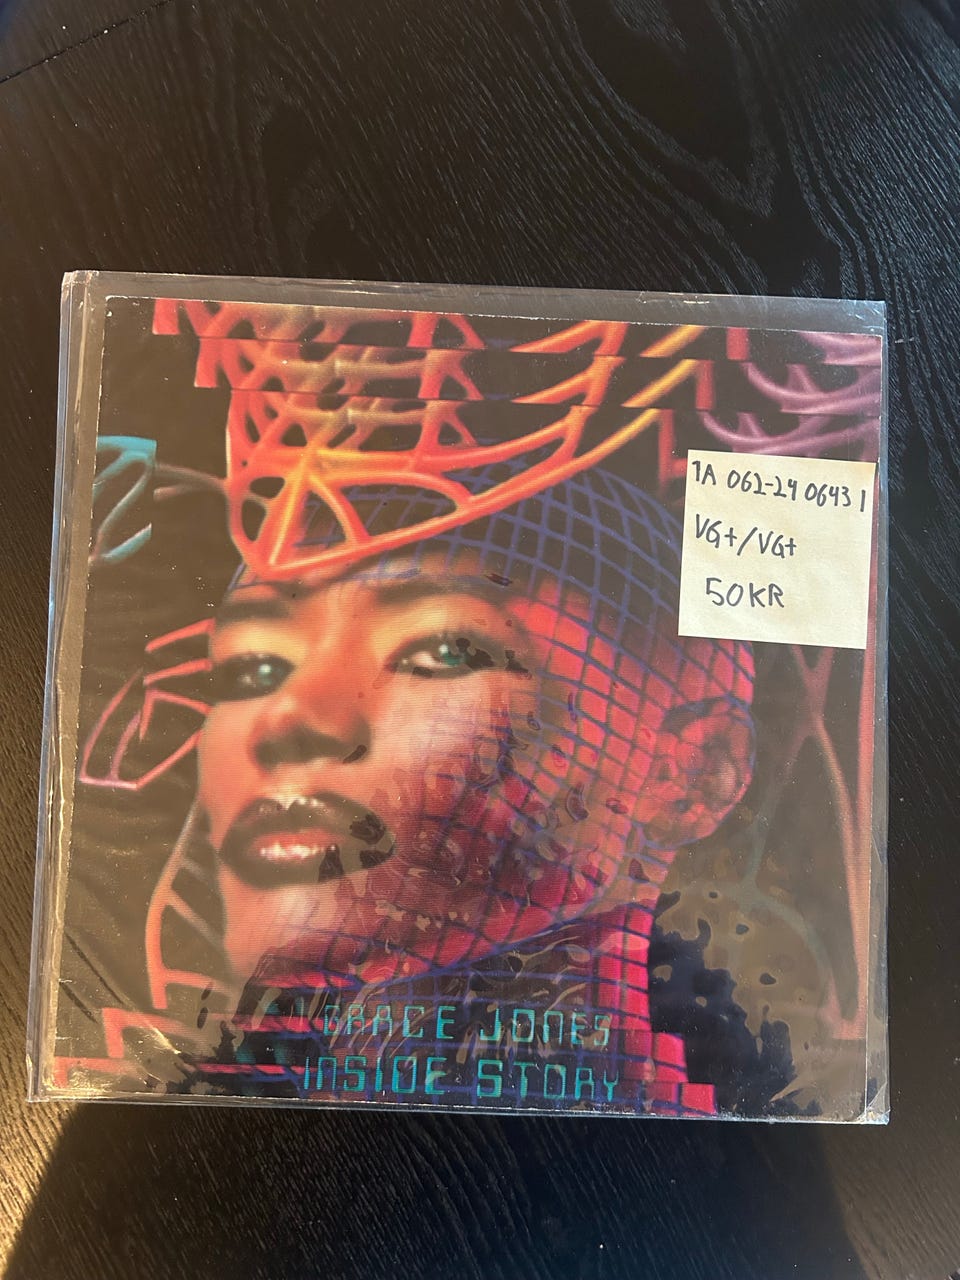 1A 062-24 0643 1
VG+/VG+
50KR
GRACE JONES
INSIDE STORY